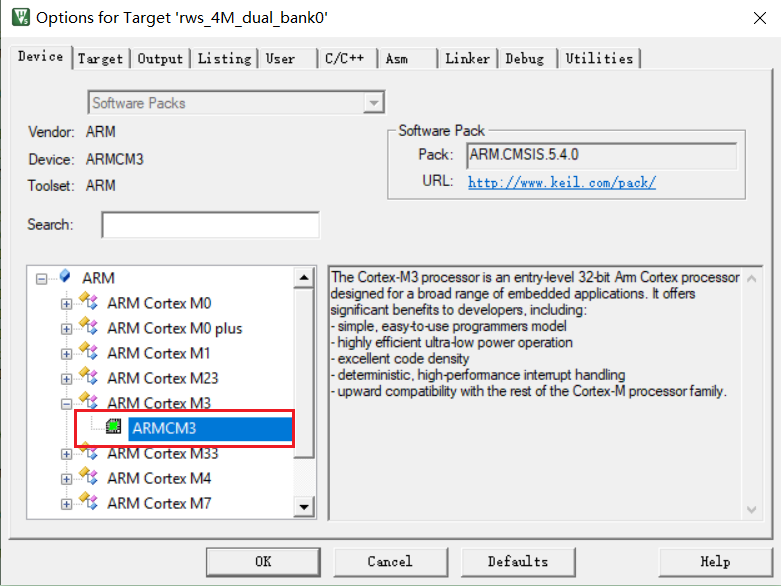 Options for Target 'rws_4M_dual_bank0'
Device Target Output Listing User C/C++ Asm Linker Debug Utilities
Software Packs
Vendor: ARM
Device: ARMCM3
Toolset: ARM
Search:
Software Pack
Pack: ARM.CMSIS.5.4.0
URL: http://www.keil.com/pack/
ARM
ARM Cortex M0
ARM Cortex M0 plus
ARM Cortex M1
ARM Cortex M23
ARM Cortex M3
ARMCM3
ARM Cortex M33
ARM Cortex M4
ARM Cortex M7
The Cortex-M3 processor is an entry-level 32-bit Arm Cortex processor
designed for a broad range of embedded applications. It offers
significant benefits to developers, including:
- simple, easy-to-use programmers model
- highly efficient ultra-low power operation
- excellent code density
- deterministic, high-performance interrupt handling
- upward compatibility with the rest of the Cortex-M processor family.
OK Cancel Defaults Help